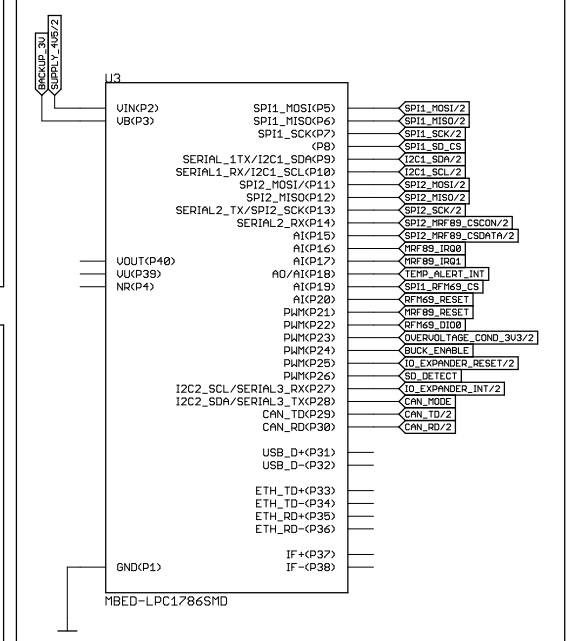 BACKUP_3V
SUPPLY_4V5/2
U3
VIN(P2) SPI1_MOSI(P5) SPI1_MOSI/2
VB(P3) SPI1_MISO(P6) SPI1_MISO/2
SPI1_SCK(P7) SPI1_SCK/2
(P8) SPI1_SD_CS
SERIAL_1TX/I2C1_SDA(P9) I2C1_SDA/2
SERIAL1_RX/I2C1_SCL(P10) I2C1_SCL/2
SPI2_MOSI/(P11) SPI2_MOSI/2
SPI2_MISO(P12) SPI2_MISO/2
SERIAL2_TX/SPI2_SCK(P13) SPI2_SCK/2
SERIAL2_RX(P14) SPI2_MRF89_CSCON/2
AI(P15) SPI2_MRF89_CSDATA/2
AI(P16) MRF89_IRQ0
VOUT(P40) AI(P17) MRF89_IRQ1
VU(P39) AO/AI(P18) TEMP_ALERT_INT
NR(P4) AI(P19) SPI1_RFM69_CS
AI(P20) RFM69_RESET
PWM(P21) MRF89_RESET
PWM(P22) RFM69_DIO0
PWM(P23) OVERVOLTAGE_COND_3V3/2
PWM(P24) BUCK_ENABLE
PWM(P25) IO_EXPANDER_RESET/2
PWM(P26) SD_DETECT
I2C2_SCL/SERIAL3_RX(P27) IO_EXPANDER_INT/2
I2C2_SDA/SERIAL3_TX(P28) CAN_MODE
CAN_TD(P29) CAN_TD/2
CAN_RD(P30) CAN_RD/2
USB_D+(P31)
USB_D-(P32)
ETH_TD+(P33)
ETH_TD-(P34)
ETH_RD+(P35)
ETH_RD-(P36)
IF+(P37)
GND(P1) IF-(P38)
MBED-LPC1786SMD